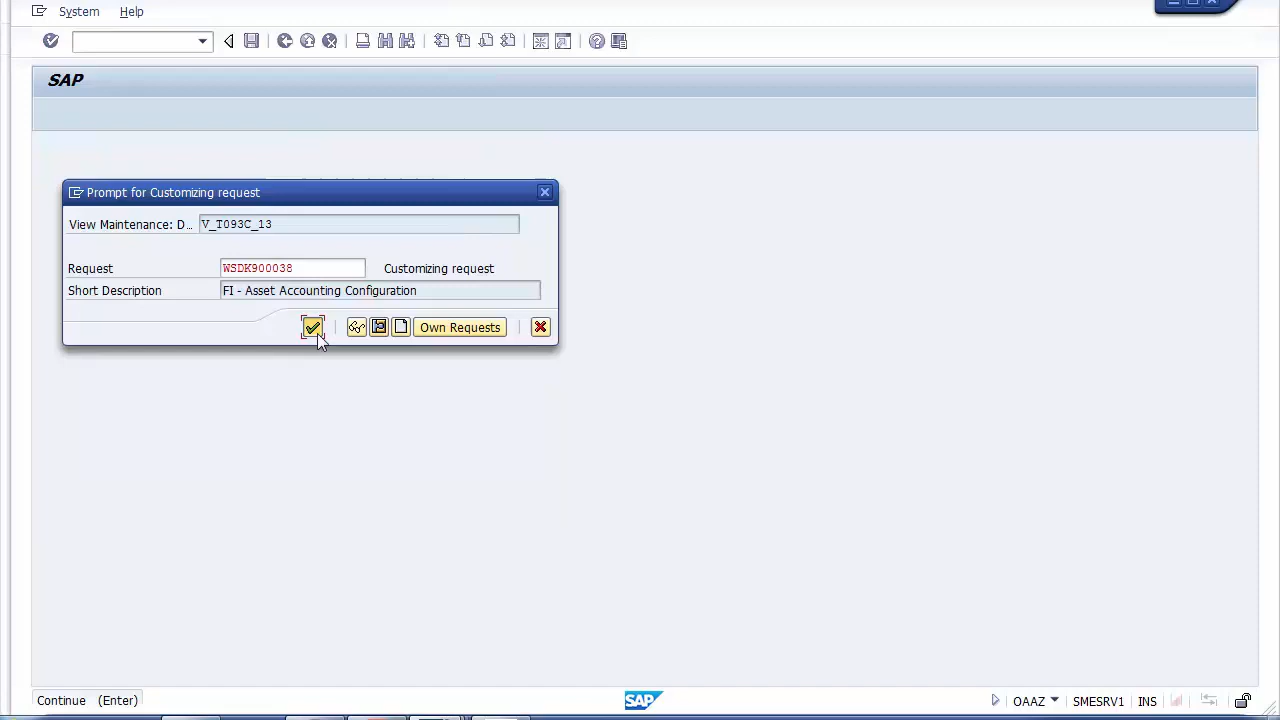 System Help
SAP
Prompt for Customizing request
View Maintenance: D.. V_T093C_13
Request WSDK900038 Customizing request
Short Description FI - Asset Accounting Configuration
Own Requests
Continue (Enter)
SAP OAAZ SMESRV1 INS